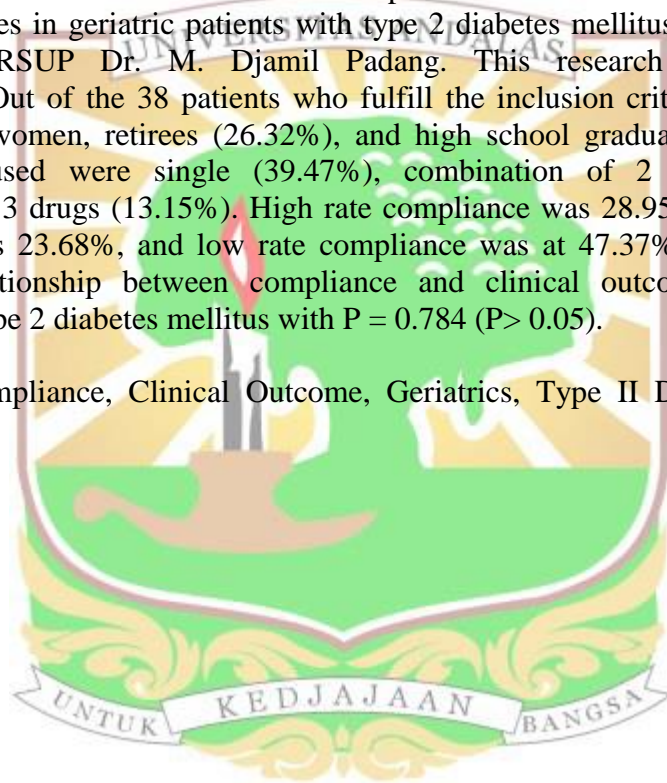 es in geriatric patients with type 2 diabetes mellitus
UNIVERSITAS ANDALAS
RSUP Dr. M. Djamil Padang. This research
Out of the 38 patients who fulfill the inclusion crit
women, retirees (26.32%), and high school gradua
used were single (39.47%), combination of 2
3 drugs (13.15%). High rate compliance was 28.95
s 23.68%, and low rate compliance was at 47.37%
tionship between compliance and clinical outco
pe 2 diabetes mellitus with P = 0.784 (P> 0.05).
mpliance, Clinical Outcome, Geriatrics, Type II D
UNTUK KEDJAJAAN BANGSA